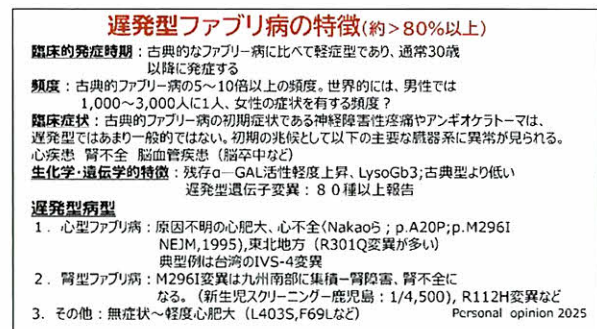 遅発型ファブリ病の特徴(約>80%以上)
臨床的発症時期：古典的なファブリー病に比べて軽症型であり、通常30歳
以降に発症する
頻度：古典的ファブリー病の5～10倍以上の頻度。世界的には、男性では
1,000～3,000人に1人、女性の症状を有する頻度？
臨床症状：古典的ファブリー病の初期症状である神経障害性疼痛やアンギオケラトーマは、
遅発型ではあまり一般的ではない。初期の兆候として以下の主要な臓器系に異常が見られる。
心疾患 腎不全 脳血管疾患（脳卒中など）
生化学・遺伝学的特徴：残存α－GAL活性軽度上昇、LysoGb3;古典型より低い
遅発型遺伝子変異：８０種以上報告
遅発型病型
1．心型ファブリ病：原因不明の心肥大、心不全(Nakaoら；p.A20P;p.M296I
NEJM,1995),東北地方（R301Q変異が多い）
典型例は台湾のIVS-4変異
2．腎型ファブリ病：M296I変異は九州南部に集積ー腎障害、腎不全に
なる。（新生児スクリーニングー鹿児島：1/4,500）, R112H変異など
3．その他：無症状～軽度心肥大（L403S,F69Lなど）
Personal opinion 2025